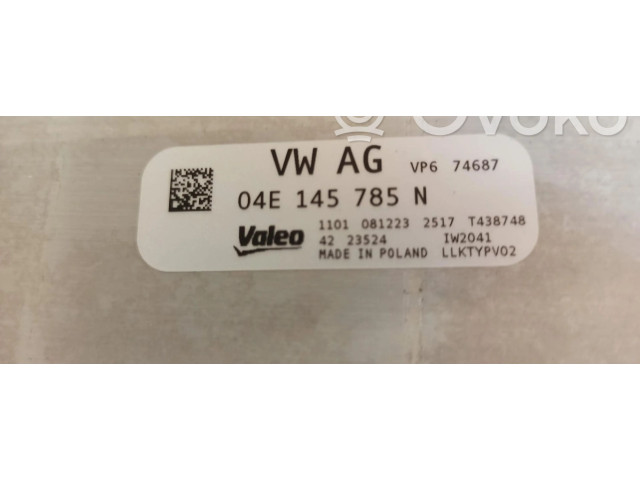 Ovoko
VW AG VP6 74687
04E 145 785 N
Valeo 1101 081223 2517 T438748
42 23524 IW2041
MADE IN POLAND LLKTYPV02